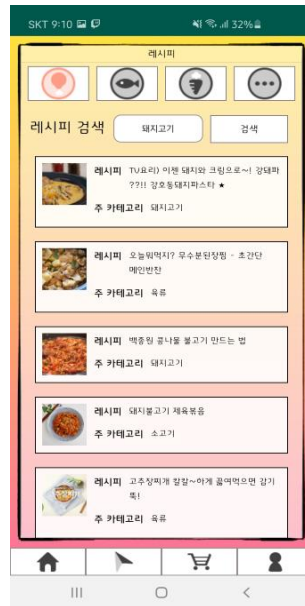 SKT 9:10
32%
레시피
레시피 검색 돼지고기 검색
레시피 TV요리) 이젠 돼지와 크림으로~! 강돼파
??!! 강호동돼지파스타 ★
주 카테고리 돼지고기
레시피 오늘뭐먹지? 무수분된장찜 - 초간단
메인반찬
주 카테고리 육류
레시피 백종원 콩나물 불고기 만드는 법
주 카테고리 돼지고기
레시피 돼지불고기 제육볶음
주 카테고리 소고기
레시피 고추장찌개 칼칼~하게 끓여먹으면 감기
뚝!
주 카테고리 육류